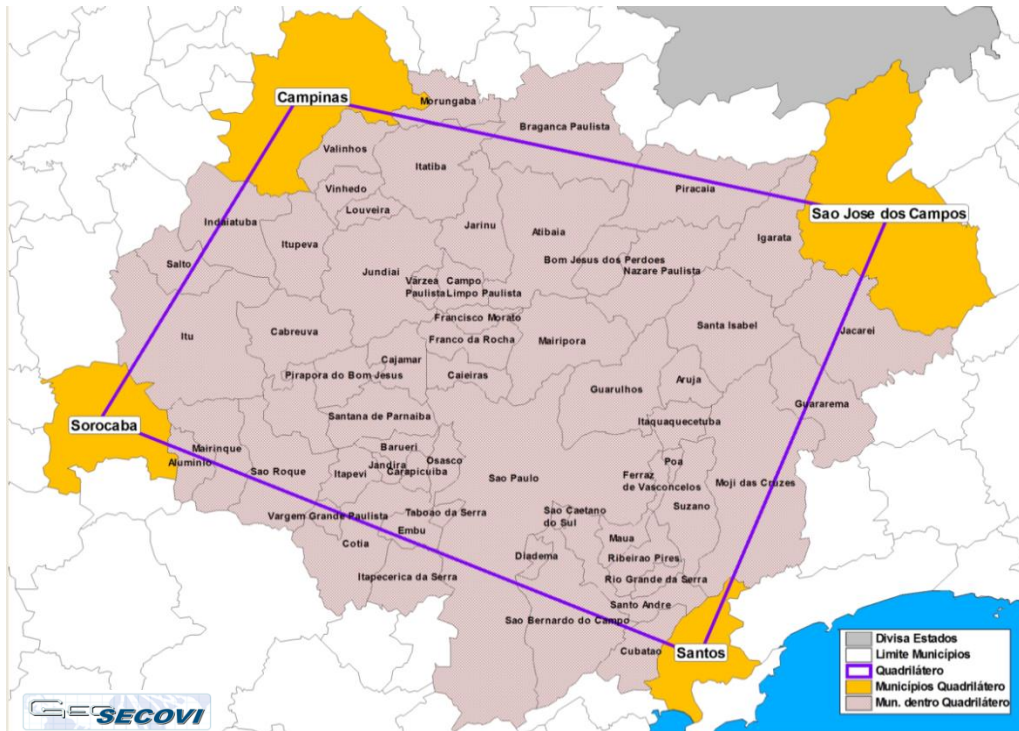 Campinas
Morungaba
Braganca Paulista
Valinhos
Itatiba
Vinhedo
Piracaia
Louveira
Sao Jose dos Campos
Indaiatuba
Jarinu
Atibaia
Igarata
Itupeva
Bom Jesus dos Perdoes
Salto
Jundiai
Nazare Paulista
Varzea
Paulista
Campo
Limpo Paulista
Francisco Morato
Santa Isabel
Jacarei
Itu
Cabreuva
Franco da Rocha
Mairipora
Cajamar
Pirapora do Bom Jesus
Caieiras
Aruja
Guarulhos
Guararema
Santana de Parnaiba
Itaquaquecetuba
Sorocaba
Mairinque
Barueri
Aluminio
Sao Roque
Jandira
Osasco
Itapevi
Carapicuiba
Poa
Sao Paulo
Ferraz
de Vasconcelos
Moji das Cruzes
Suzano
Vargem Grande Paulista
Taboao da Serra
Sao Caetano
do Sul
Embu
Cotia
Maua
Diadema
Ribeirao Pires
Itapecerica da Serra
Rio Grande da Serra
Santo Andre
Sao Bernardo do Campo
Cubatao
Santos
Divisa Estados
Limite Municípios
Quadrilátero
Municípios Quadrilátero
Mun. dentro Quadrilátero
GEO SECOVI